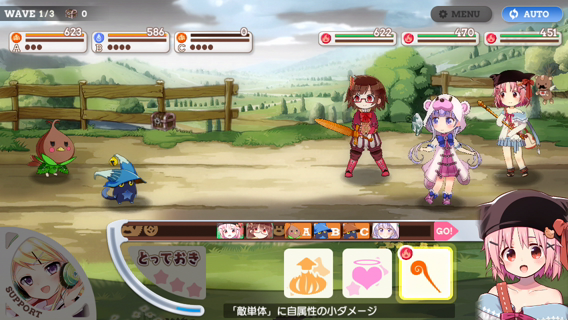 WAVE 1/3 0
MENU
AUTO
623
586
0
622
470
451
A
B
C
A B C GO!
とっておき
SUPPORT
「敵単体」に自属性の小ダメージ